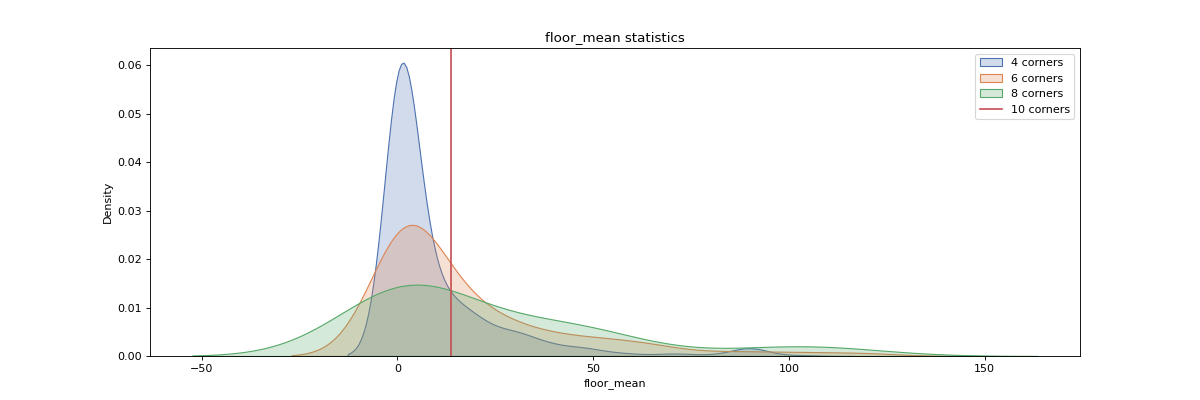 floor_mean statistics
4 corners
6 corners
8 corners
10 corners
0.06
0.05
0.04
0.03
0.02
0.01
0.00
Density
−50
0
50
100
150
floor_mean